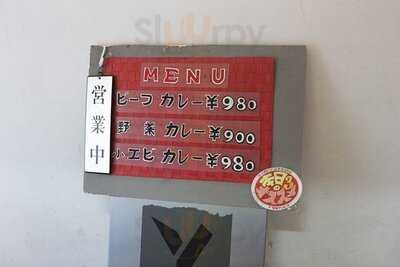 Slurpy
MENU
営業中
ビーフ カレー ¥980
野菜 カレー ¥900
小エビ カレー ¥980